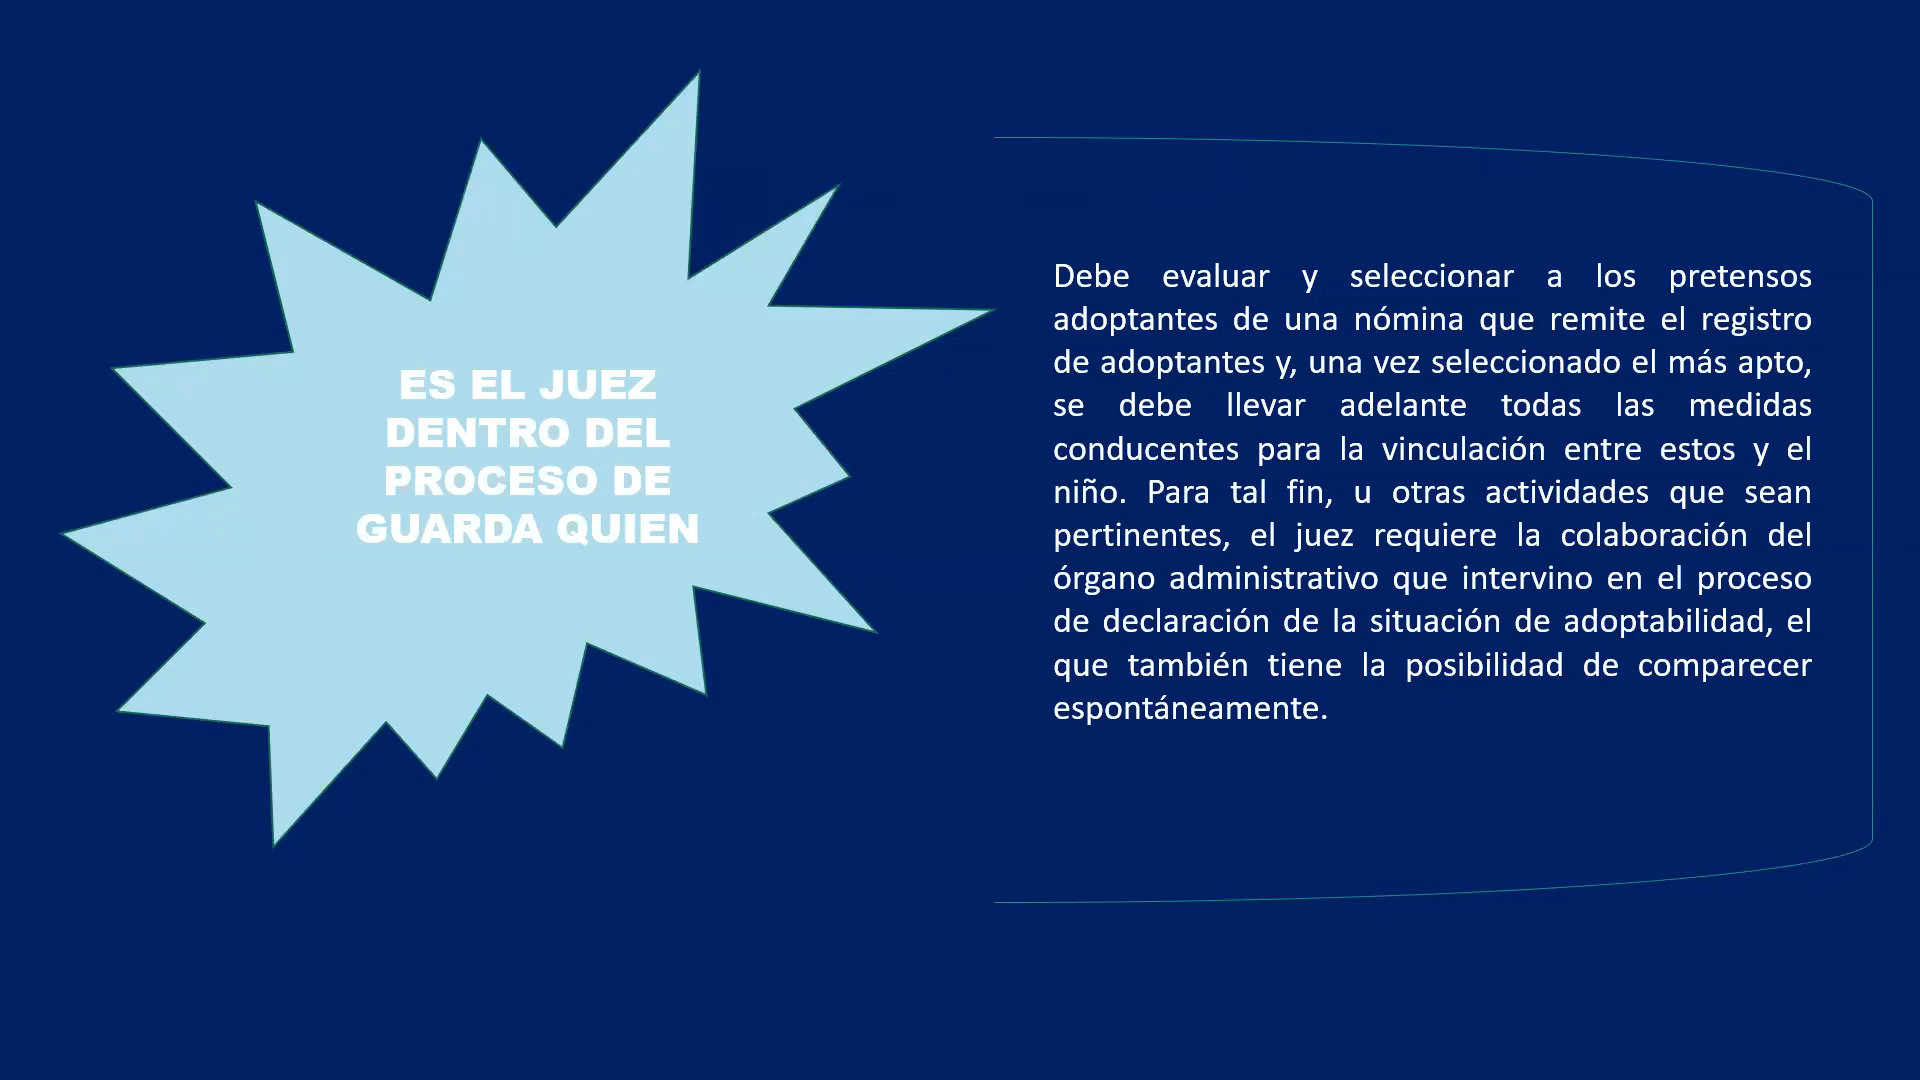 ES EL JUEZ
DENTRO DEL
PROCESO DE
GUARDA QUIEN
Debe evaluar y seleccionar a los pretensos
adoptantes de una nómina que remite el registro
de adoptantes y, una vez seleccionado el más apto,
se debe llevar adelante todas las medidas
conducentes para la vinculación entre estos y el
niño. Para tal fin, u otras actividades que sean
pertinentes, el juez requiere la colaboración del
órgano administrativo que intervino en el proceso
de declaración de la situación de adoptabilidad, el
que también tiene la posibilidad de comparecer
espontáneamente.